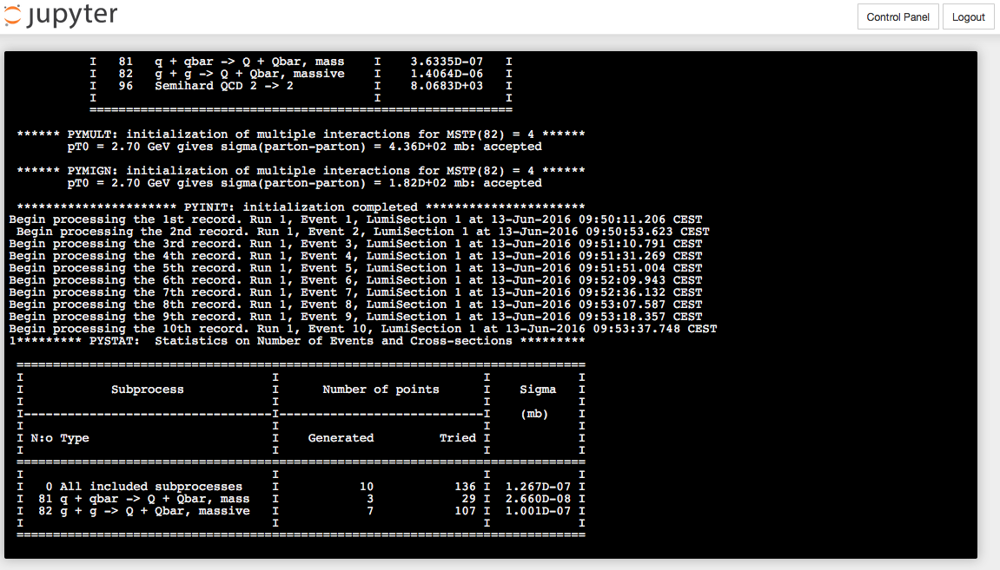 jupyter
Control Panel Logout
I 81 q + qbar -> Q + Qbar, mass I 3.6335D-07 I
I 82 g + g -> Q + Qbar, massive I 1.4064D-06 I
I 96 Semihard QCD 2 -> 2 I 8.0683D+03 I
I I I
==========================================================
****** PYMULT: initialization of multiple interactions for MSTP(82) = 4 ******
pT0 = 2.70 GeV gives sigma(parton-parton) = 4.36D+02 mb: accepted
****** PYMIGN: initialization of multiple interactions for MSTP(82) = 4 ******
pT0 = 2.70 GeV gives sigma(parton-parton) = 1.82D+02 mb: accepted
********************** PYINIT: initialization completed **********************
Begin processing the 1st record. Run 1, Event 1, LumiSection 1 at 13-Jun-2016 09:50:11.206 CEST
Begin processing the 2nd record. Run 1, Event 2, LumiSection 1 at 13-Jun-2016 09:50:53.623 CEST
Begin processing the 3rd record. Run 1, Event 3, LumiSection 1 at 13-Jun-2016 09:51:10.791 CEST
Begin processing the 4th record. Run 1, Event 4, LumiSection 1 at 13-Jun-2016 09:51:31.269 CEST
Begin processing the 5th record. Run 1, Event 5, LumiSection 1 at 13-Jun-2016 09:51:51.004 CEST
Begin processing the 6th record. Run 1, Event 6, LumiSection 1 at 13-Jun-2016 09:52:09.943 CEST
Begin processing the 7th record. Run 1, Event 7, LumiSection 1 at 13-Jun-2016 09:52:36.132 CEST
Begin processing the 8th record. Run 1, Event 8, LumiSection 1 at 13-Jun-2016 09:53:07.587 CEST
Begin processing the 9th record. Run 1, Event 9, LumiSection 1 at 13-Jun-2016 09:53:18.357 CEST
Begin processing the 10th record. Run 1, Event 10, LumiSection 1 at 13-Jun-2016 09:53:37.748 CEST
1********* PYSTAT: Statistics on Number of Events and Cross-sections *********
==============================================================================
I I I I
I Subprocess I Number of points I Sigma I
I I I I
I----------------------------------I----------------------------I (mb) I
I I I I
I N:o Type I Generated Tried I I
I I I I
==============================================================================
I I I I
I 0 All included subprocesses I 10 136 I 1.267D-07 I
I 81 q + qbar -> Q + Qbar, mass I 3 29 I 2.660D-08 I
I 82 g + g -> Q + Qbar, massive I 7 107 I 1.001D-07 I
I I I I
==============================================================================